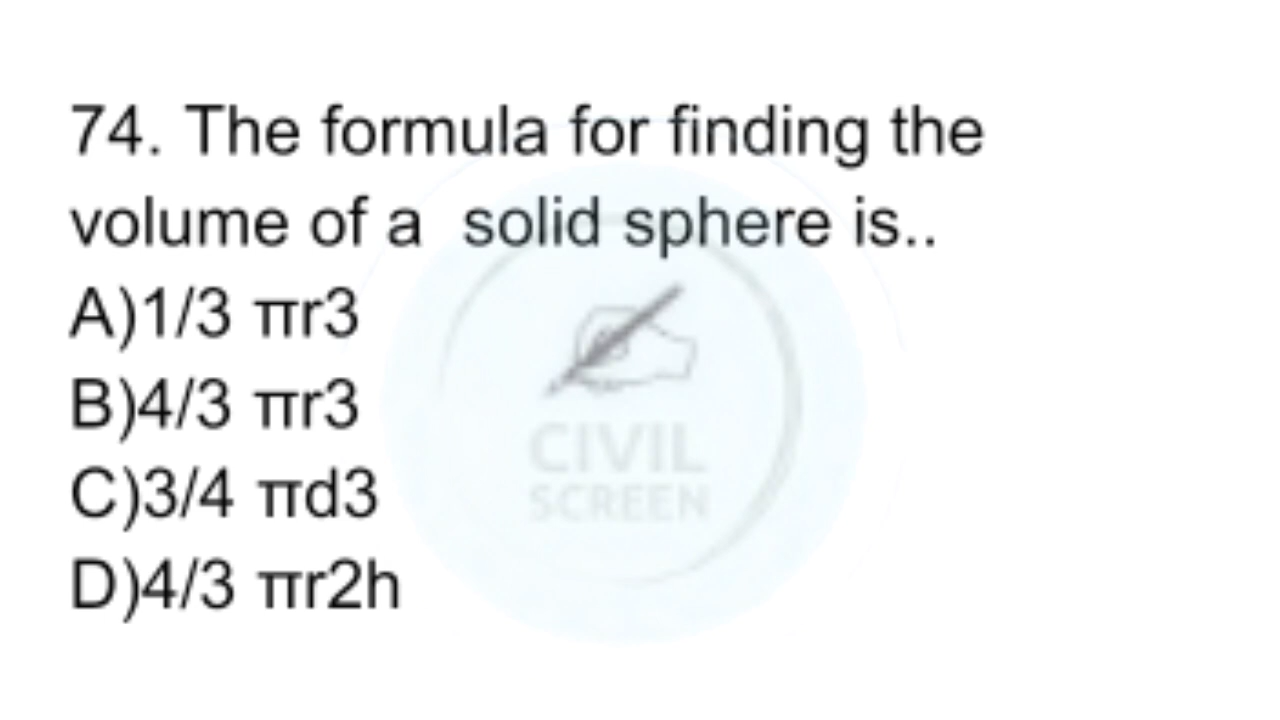 74. The formula for finding the
volume of a  solid sphere is..
A)1/3 πr3
B)4/3 πr3
C)3/4 πd3
D)4/3 πr2h
CIVIL
SCREEN